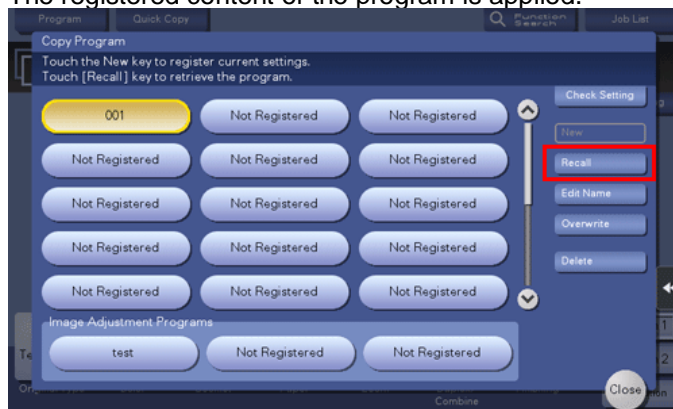 The registered content of the program is applied.
Program Quick Copy Function Search Job List
Copy Program
Touch the New key to register current settings.
Touch [Recall] key to retrieve the program.
Check Setting
001 Not Registered Not Registered
New
Not Registered Not Registered Not Registered
Recall
Not Registered Not Registered Not Registered
Edit Name
Overwrite
Not Registered Not Registered Not Registered
Delete
Not Registered Not Registered Not Registered
Image Adjustment Programs
1
test Not Registered Not Registered
2
Combine
Close